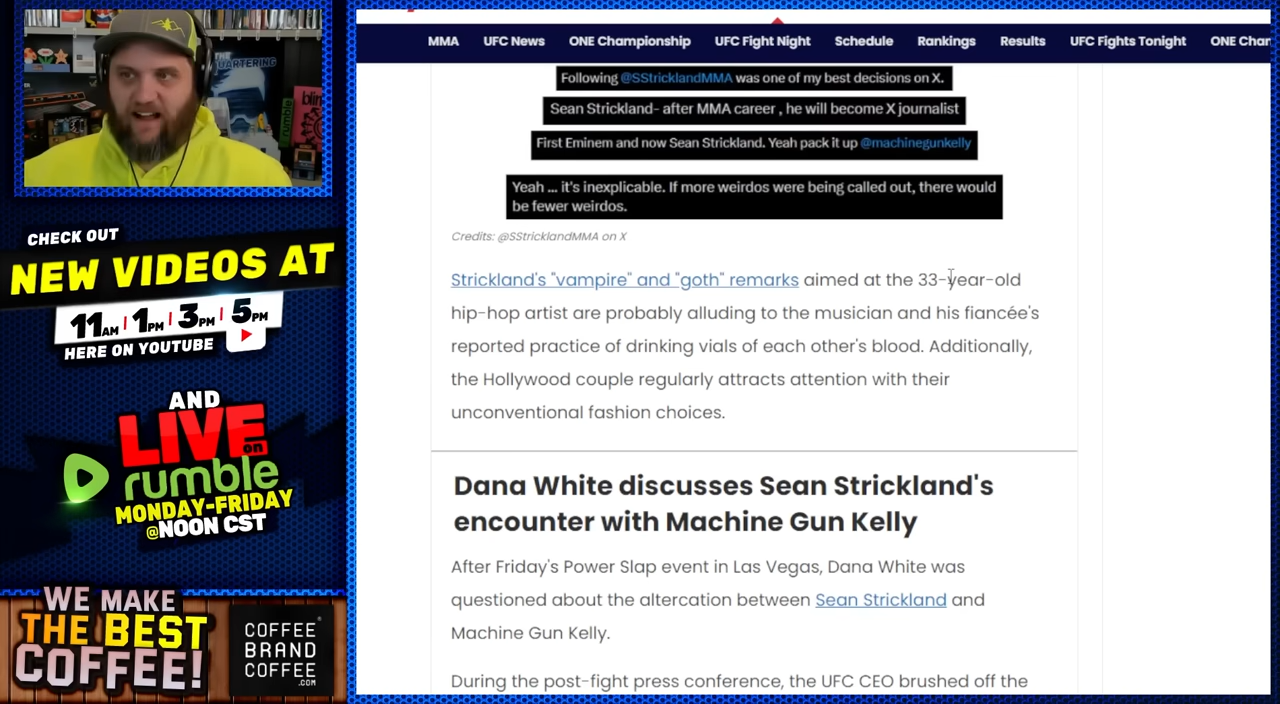 MMA UFC News ONE Championship UFC Fight Night Schedule Rankings Results UFC Fights Tonight ONE Cham
Following @SStricklandMMA was one of my best decisions on X.
Sean Strickland- after MMA career , he will become X journalist
First Eminem and now Sean Strickland. Yeah pack it up @machinegunkelly
Yeah ... it's inexplicable. If more weirdos were being called out, there would
be fewer weirdos.
Credits: @SStricklandMMA on X
Strickland's "vampire" and "goth" remarks aimed at the 33-year-old
hip-hop artist are probably alluding to the musician and his fiancée's
reported practice of drinking vials of each other's blood. Additionally,
the Hollywood couple regularly attracts attention with their
unconventional fashion choices.
Dana White discusses Sean Strickland's
encounter with Machine Gun Kelly
After Friday's Power Slap event in Las Vegas, Dana White was
questioned about the altercation between Sean Strickland and
Machine Gun Kelly.
During the post-fight press conference, the UFC CEO brushed off the
BARTERING
rumble
CHECK OUT
NEW VIDEOS AT
11AM | 1PM | 3PM | 5PM
HERE ON YOUTUBE
AND
LIVE on
rumble
MONDAY-FRIDAY
@NOON CST
WE MAKE
THE BEST
COFFEE!
COFFEE
BRAND
COFFEE
.COM